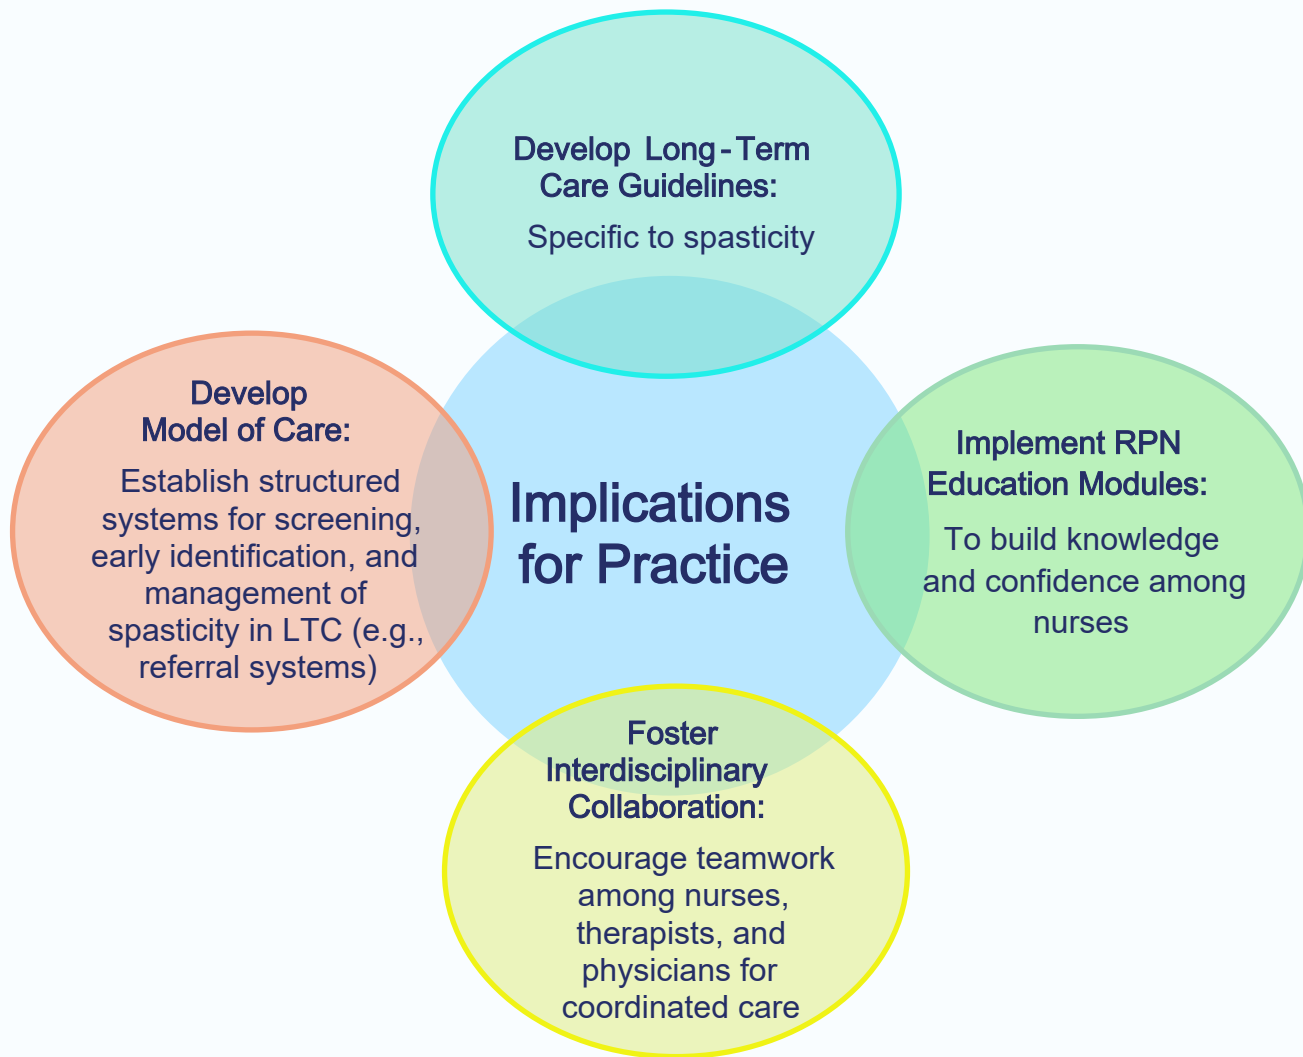 Develop Long-Term
Care Guidelines:
Specific to spasticity
Develop
Model of Care:
Establish structured
systems for screening,
early identification, and
management of
spasticity in LTC (e.g.,
referral systems)
Implications
for Practice
Implement RPN
Education Modules:
To build knowledge
and confidence among
nurses
Foster
Interdisciplinary
Collaboration:
Encourage teamwork
among nurses,
therapists, and
physicians for
coordinated care